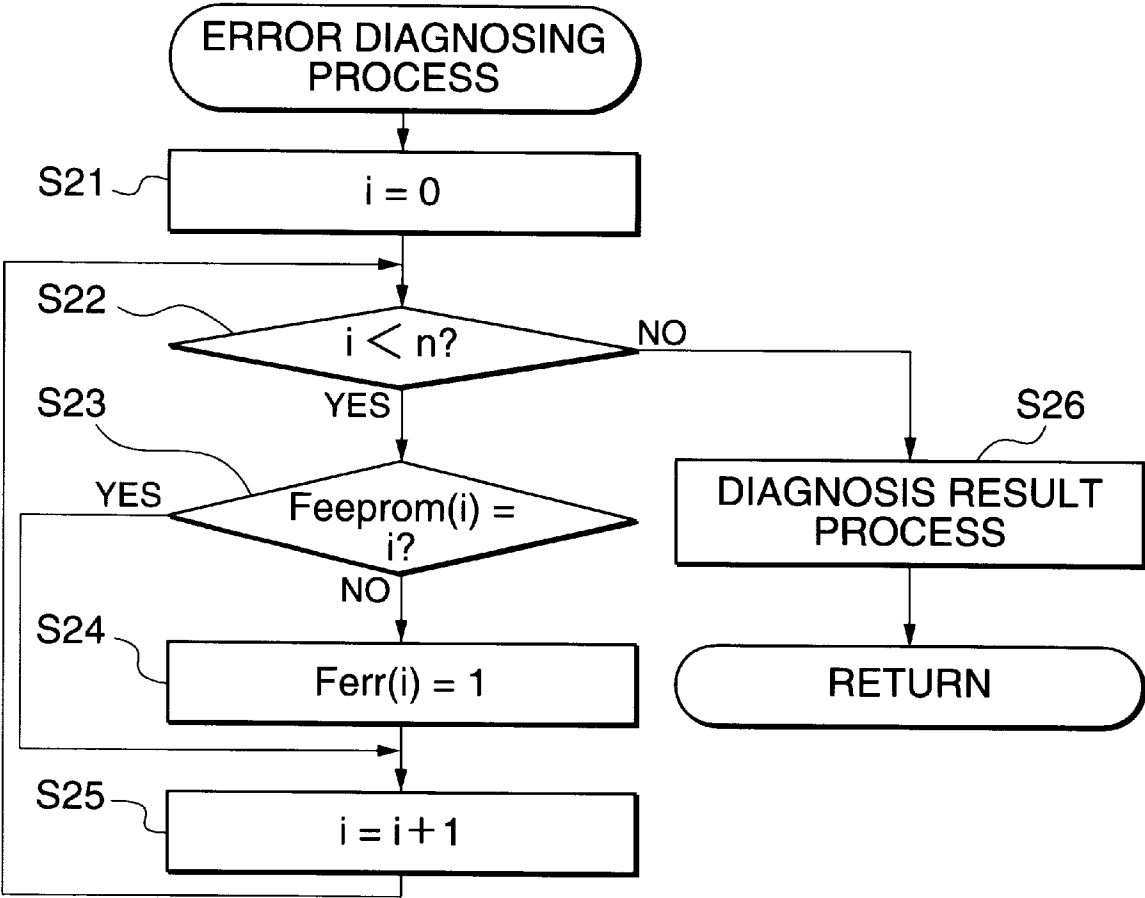 ERROR DIAGNOSING
PROCESS
S21
i = 0
S22
i < n?
NO
YES
S23
S26
YES
Feeprom(i) =
i?
DIAGNOSIS RESULT
PROCESS
NO
S24
Ferr(i) = 1
RETURN
S25
i = i + 1